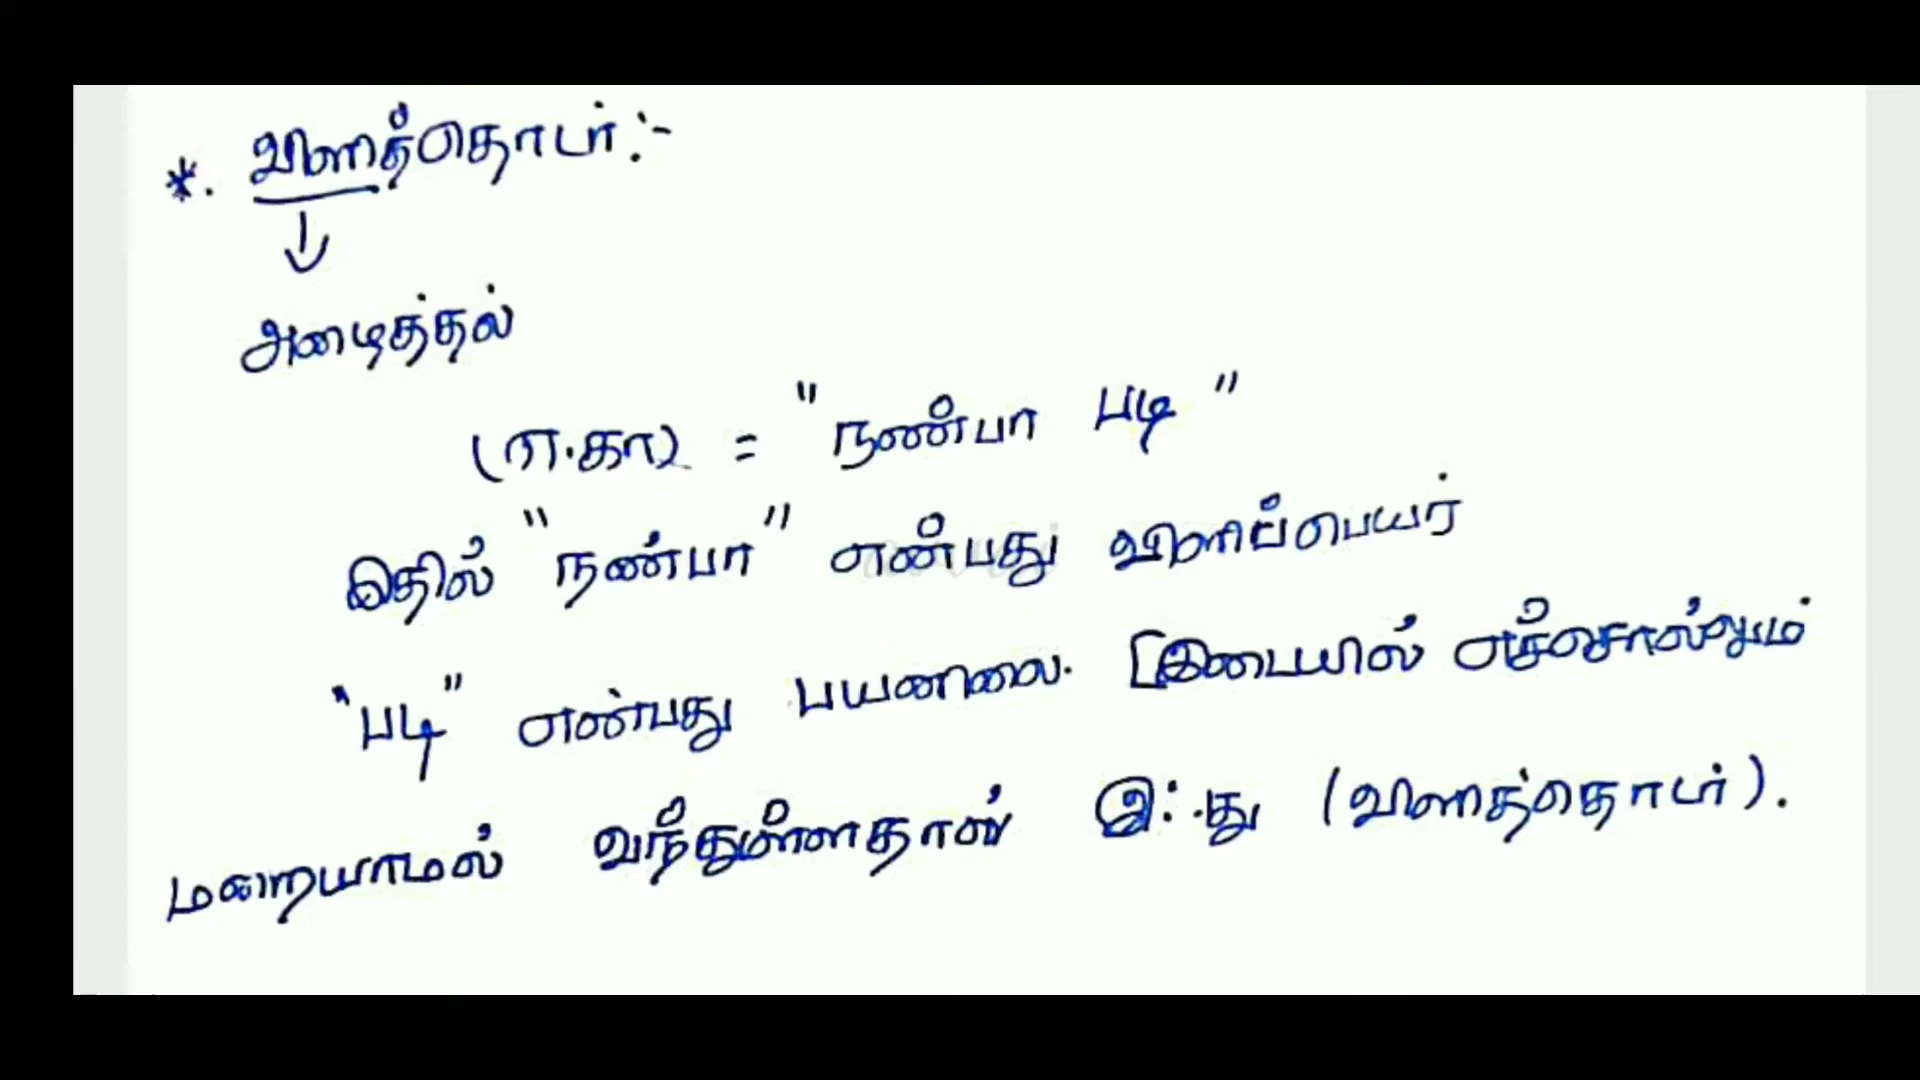 *. விளித்தொடர் :-
அழைத்தல்
(எ.கா) = "நண்பா படி"
இதில் "நண்பா" என்பது விளிப்பெயர்
"படி" என்பது பயனிலை. [இடையில் எச்சொல்லும்
மறையாமல் வந்துள்ளதால் இஃது (விளித்தொடர்).